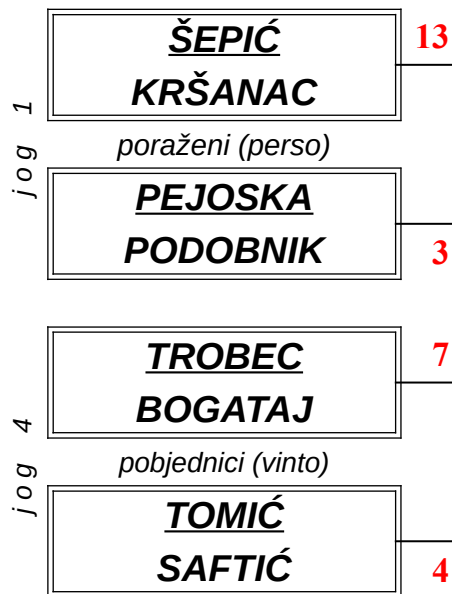 ŠEPIĆ 13
KRŠANAC
jog 1
poraženi (perso)
PEJOSKA
PODOBNIK 3
TROBEC 7
BOGATAJ
jog 4
pobjednici (vinto)
TOMIĆ
SAFTIĆ 4